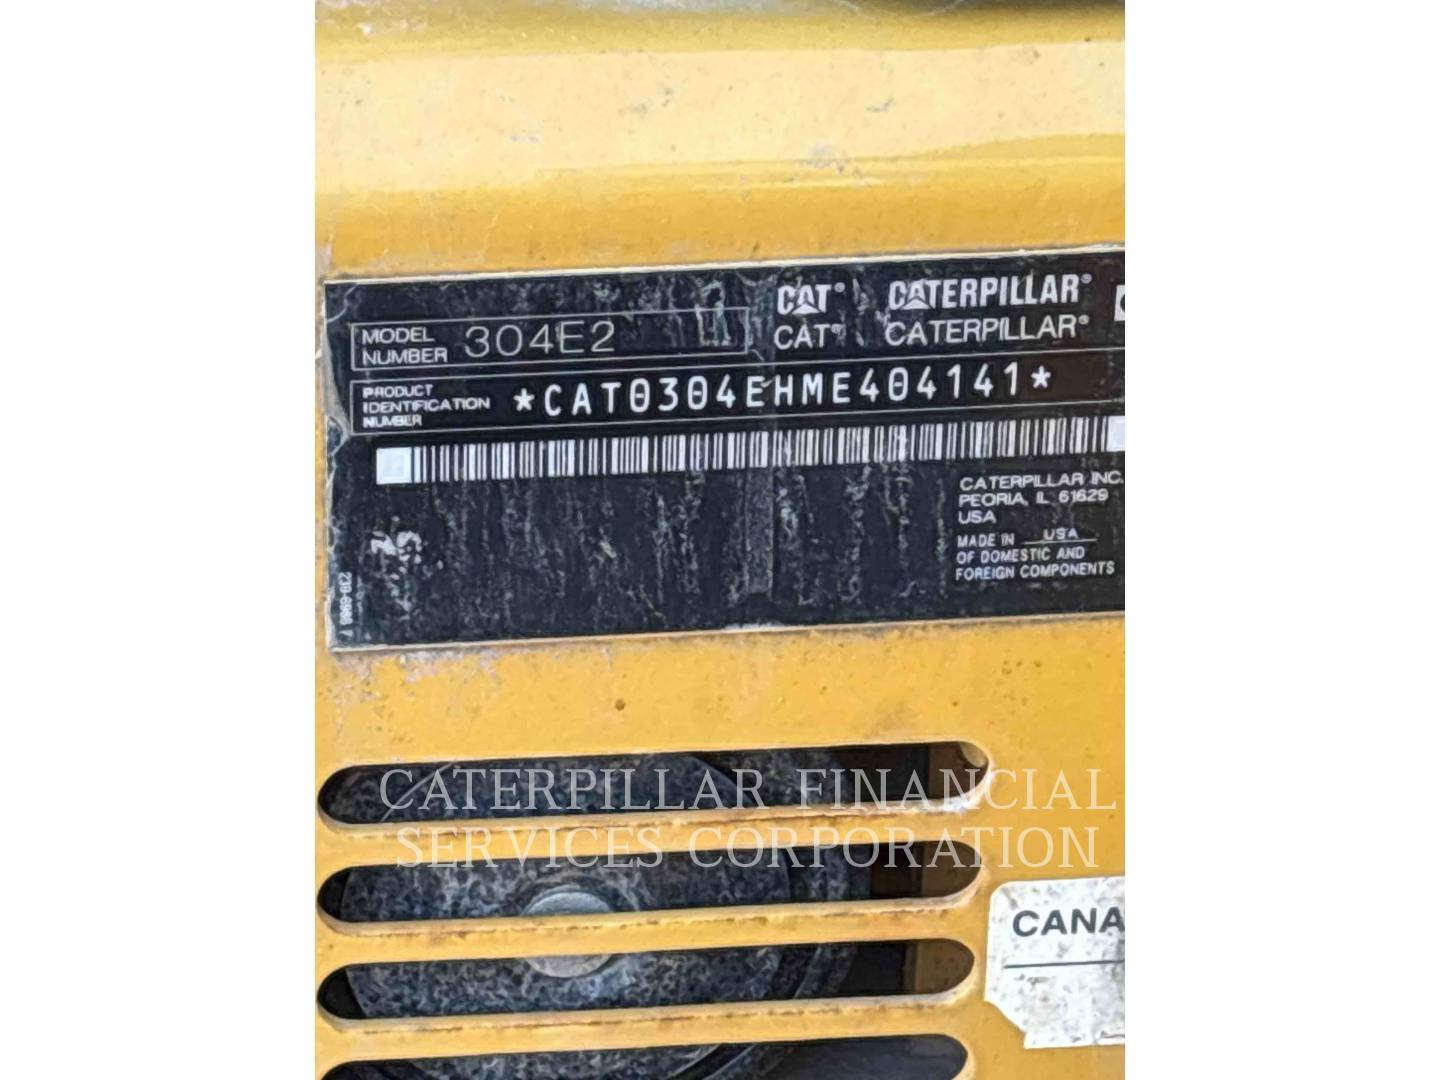 CAT® CATERPILLAR®
MODEL NUMBER 304E2 CAT® CATERPILLAR®
PRODUCT IDENTIFICATION NUMBER *CAT0304EHME404141*
CATERPILLAR INC.
PEORIA, IL 61629
USA
MADE IN USA
OF DOMESTIC AND
FOREIGN COMPONENTS
CATERPILLAR FINANCIAL
SERVICES CORPORATION
CANA